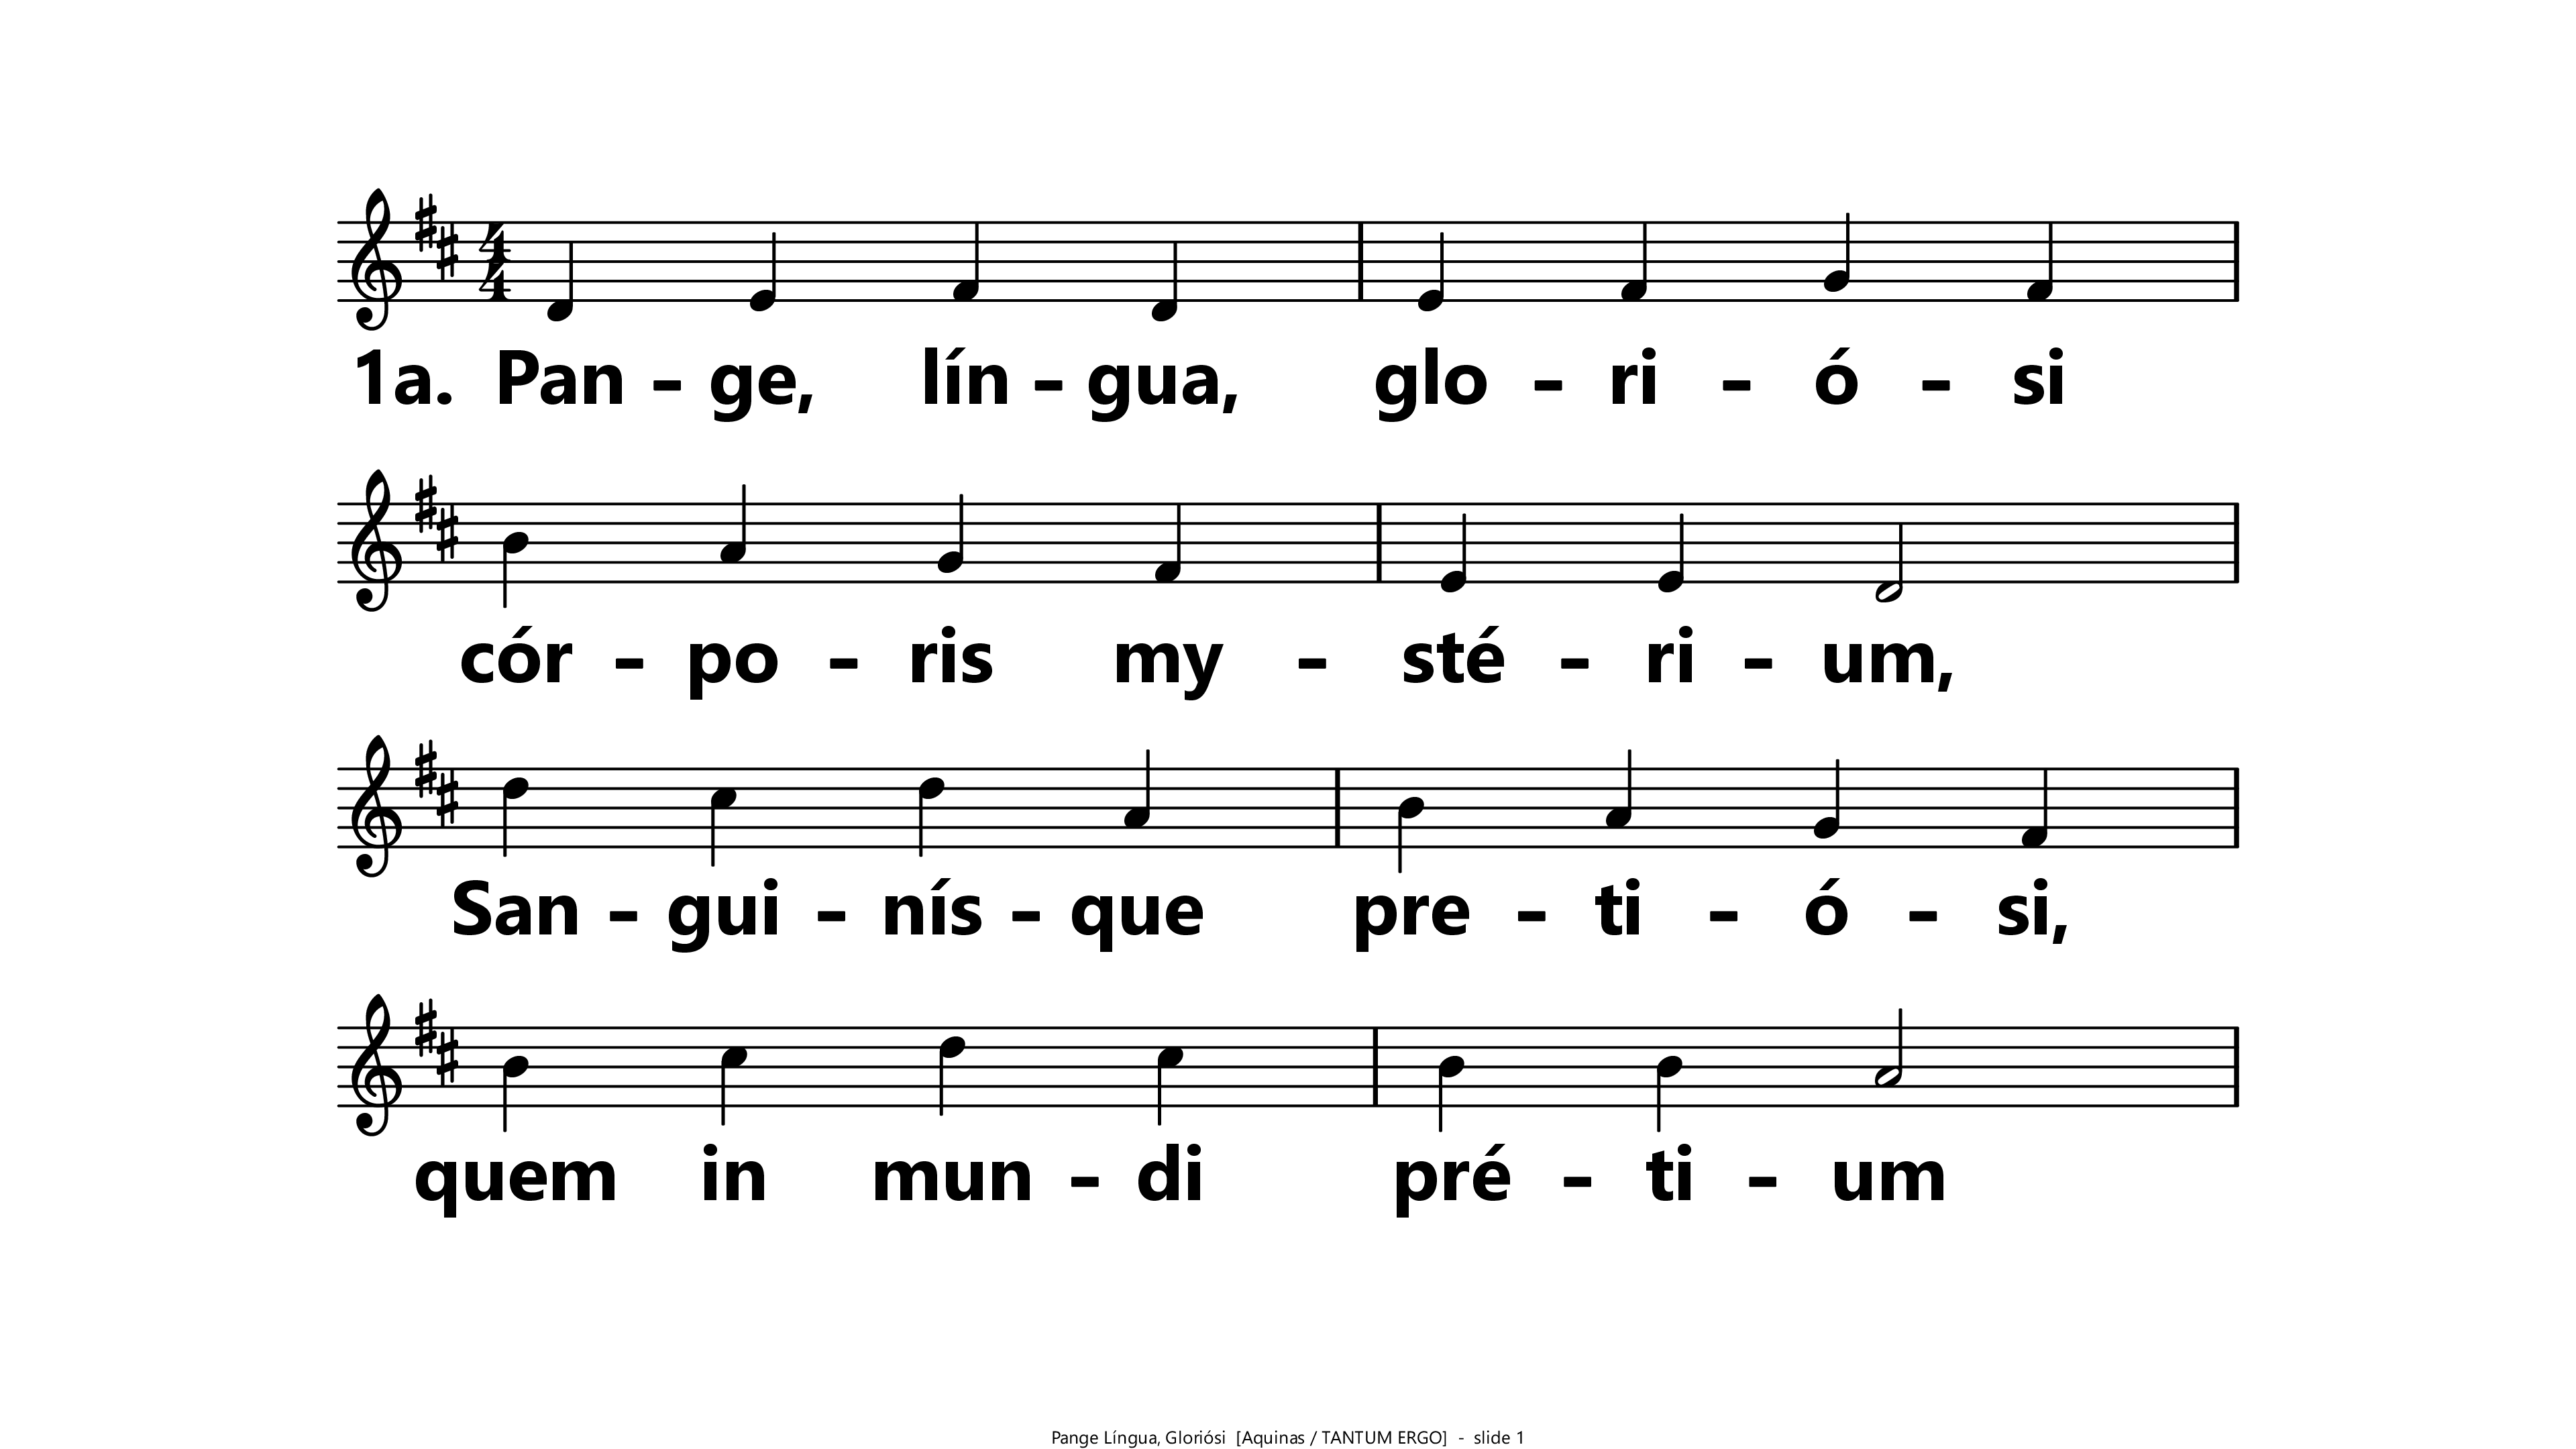 1a. Pan - ge, lín - gua, glo - ri - ó - si
cór - po - ris my - sté - ri - um,
San - gui - nís - que pre - ti - ó - si,
quem in mun - di pré - ti - um
Pange Língua, Gloriósi [Aquinas / TANTUM ERGO] - slide 1